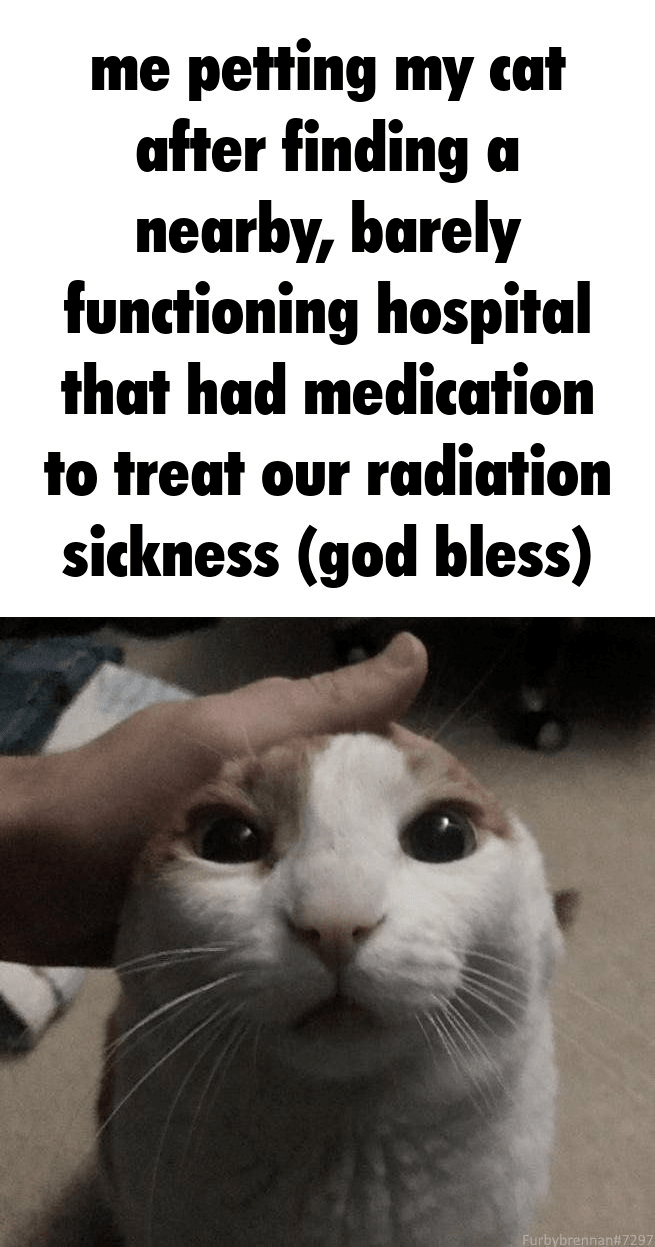 me petting my cat
after finding a
nearby, barely
functioning hospital
that had medication
to treat our radiation
sickness (god bless)
Furbybrennan#7297